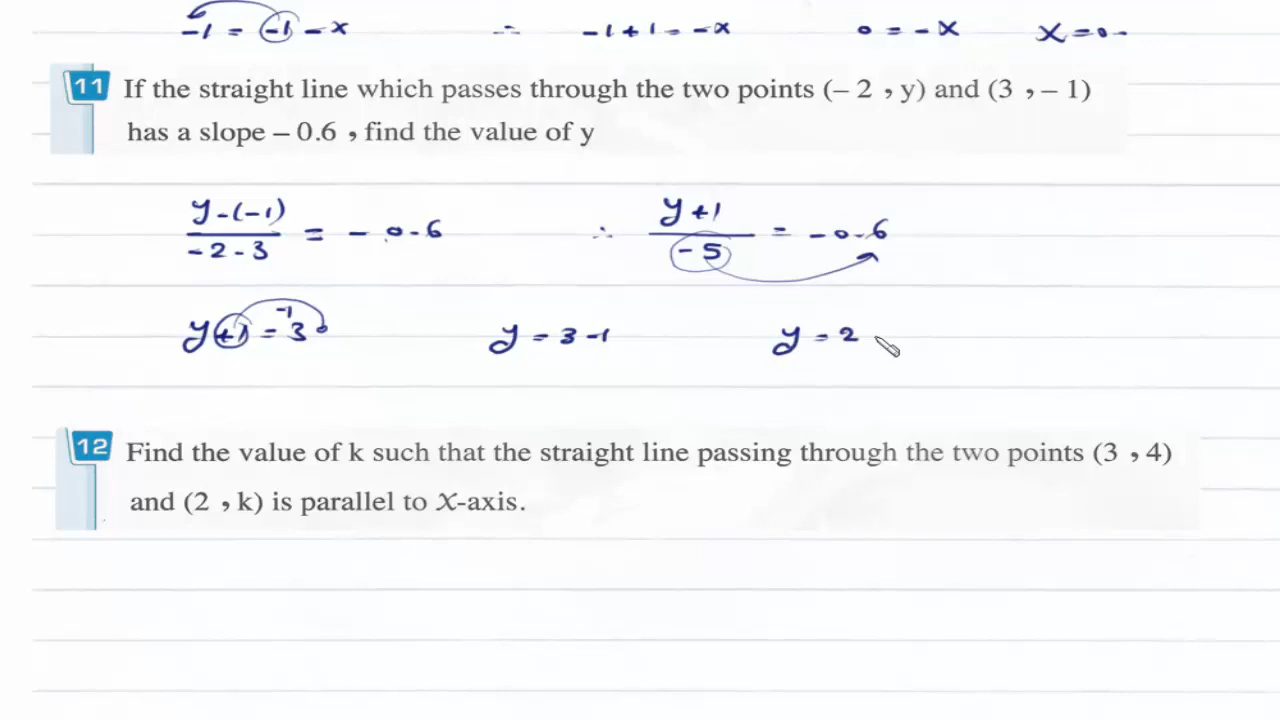 -1 = -1 - x ∴ -1+1 = -x 0 = -x x = 0
11 If the straight line which passes through the two points (– 2 , y) and (3 , – 1)
has a slope – 0.6 , find the value of y
y-(-1) / -2-3 = -0.6 ∴ y+1 / -5 = -0.6
y+1 = 3 -1 y = 3-1 y = 2
12 Find the value of k such that the straight line passing through the two points (3 , 4)
and (2 , k) is parallel to X-axis.